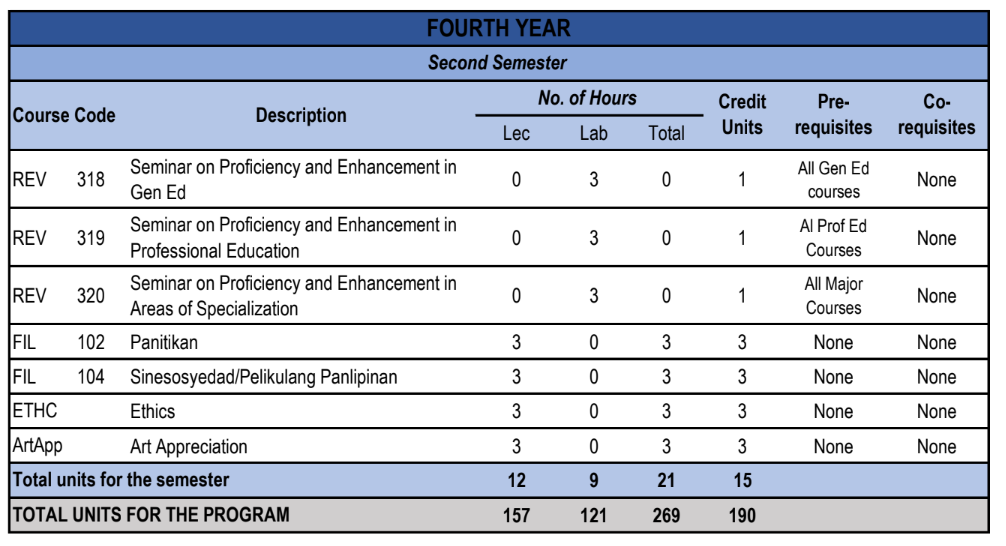 FOURTH YEAR
Second Semester
Course Code Description No. of Hours Credit Units Pre-requisites Co-requisites
Lec Lab Total
REV 318 Seminar on Proficiency and Enhancement in Gen Ed 0 3 0 1 All Gen Ed courses None
REV 319 Seminar on Proficiency and Enhancement in Professional Education 0 3 0 1 Al Prof Ed Courses None
REV 320 Seminar on Proficiency and Enhancement in Areas of Specialization 0 3 0 1 All Major Courses None
FIL 102 Panitikan 3 0 3 3 None None
FIL 104 Sinesosyedad/Pelikulang Panlipinan 3 0 3 3 None None
ETHC Ethics 3 0 3 3 None None
ArtApp Art Appreciation 3 0 3 3 None None
Total units for the semester 12 9 21 15
TOTAL UNITS FOR THE PROGRAM 157 121 269 190